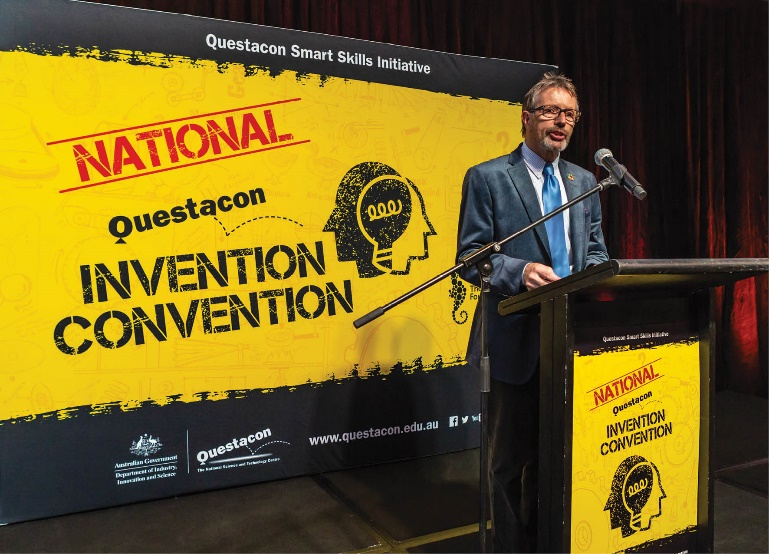 Questacon Smart Skills Initiative
NATIONAL
Questacon
INVENTION
CONVENTION
Australian Government
Department of Industry,
Innovation and Science
Questacon
The National Science and Technology Centre
www.questacon.edu.au
Questacon Smart Skills Initiative
NATIONAL
Questacon
INVENTION
CONVENTION